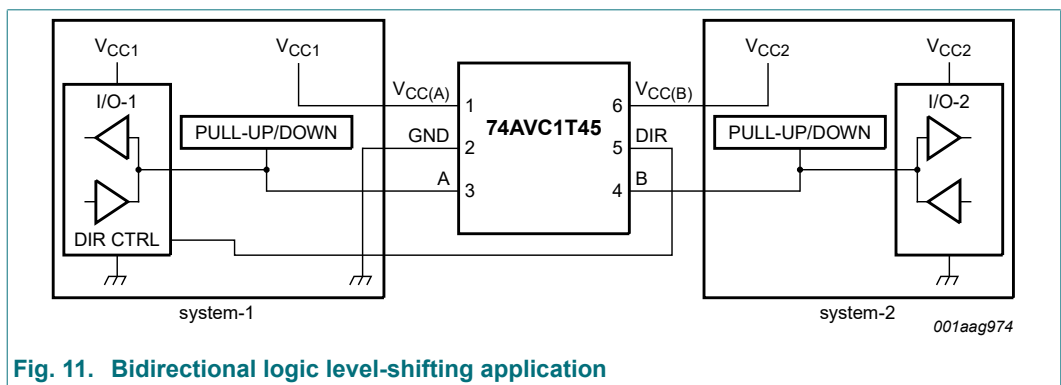 VCC1
VCC1
VCC2
VCC2
I/O-1
VCC(A)
1
6
VCC(B)
I/O-2
PULL-UP/DOWN
74AVC1T45
PULL-UP/DOWN
GND
2
5
DIR
A
3
4
B
DIR CTRL
system-1
system-2
001aag974
Fig. 11. Bidirectional logic level-shifting application